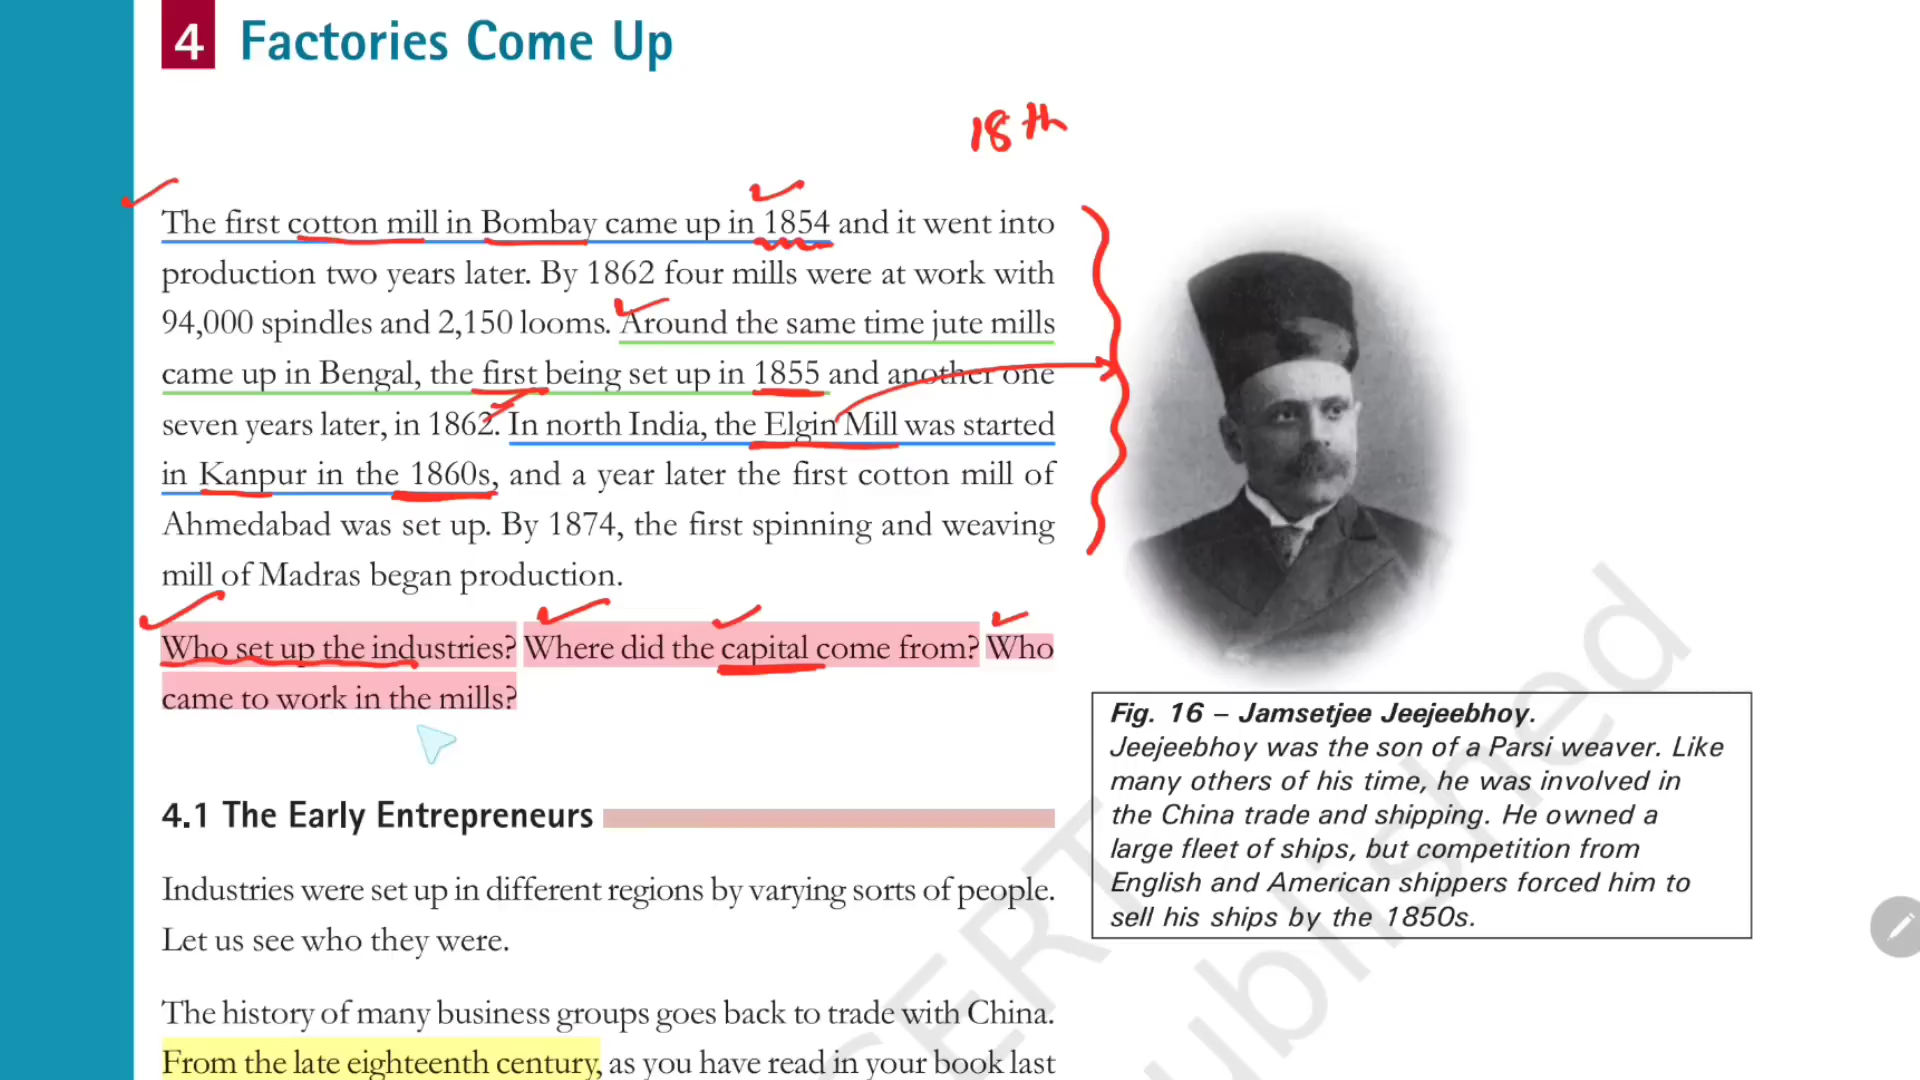 4 Factories Come Up
18th
The first cotton mill in Bombay came up in 1854 and it went into
production two years later. By 1862 four mills were at work with
94,000 spindles and 2,150 looms. Around the same time jute mills
came up in Bengal, the first being set up in 1855 and another one
seven years later, in 1862. In north India, the Elgin Mill was started
in Kanpur in the 1860s, and a year later the first cotton mill of
Ahmedabad was set up. By 1874, the first spinning and weaving
mill of Madras began production.
Who set up the industries? Where did the capital come from? Who
came to work in the mills?
Fig. 16 – Jamsetjee Jeejeebhoy.
Jeejeebhoy was the son of a Parsi weaver. Like
many others of his time, he was involved in
the China trade and shipping. He owned a
large fleet of ships, but competition from
English and American shippers forced him to
sell his ships by the 1850s.
4.1 The Early Entrepreneurs
Industries were set up in different regions by varying sorts of people.
Let us see who they were.
The history of many business groups goes back to trade with China.
From the late eighteenth century, as you have read in your book last